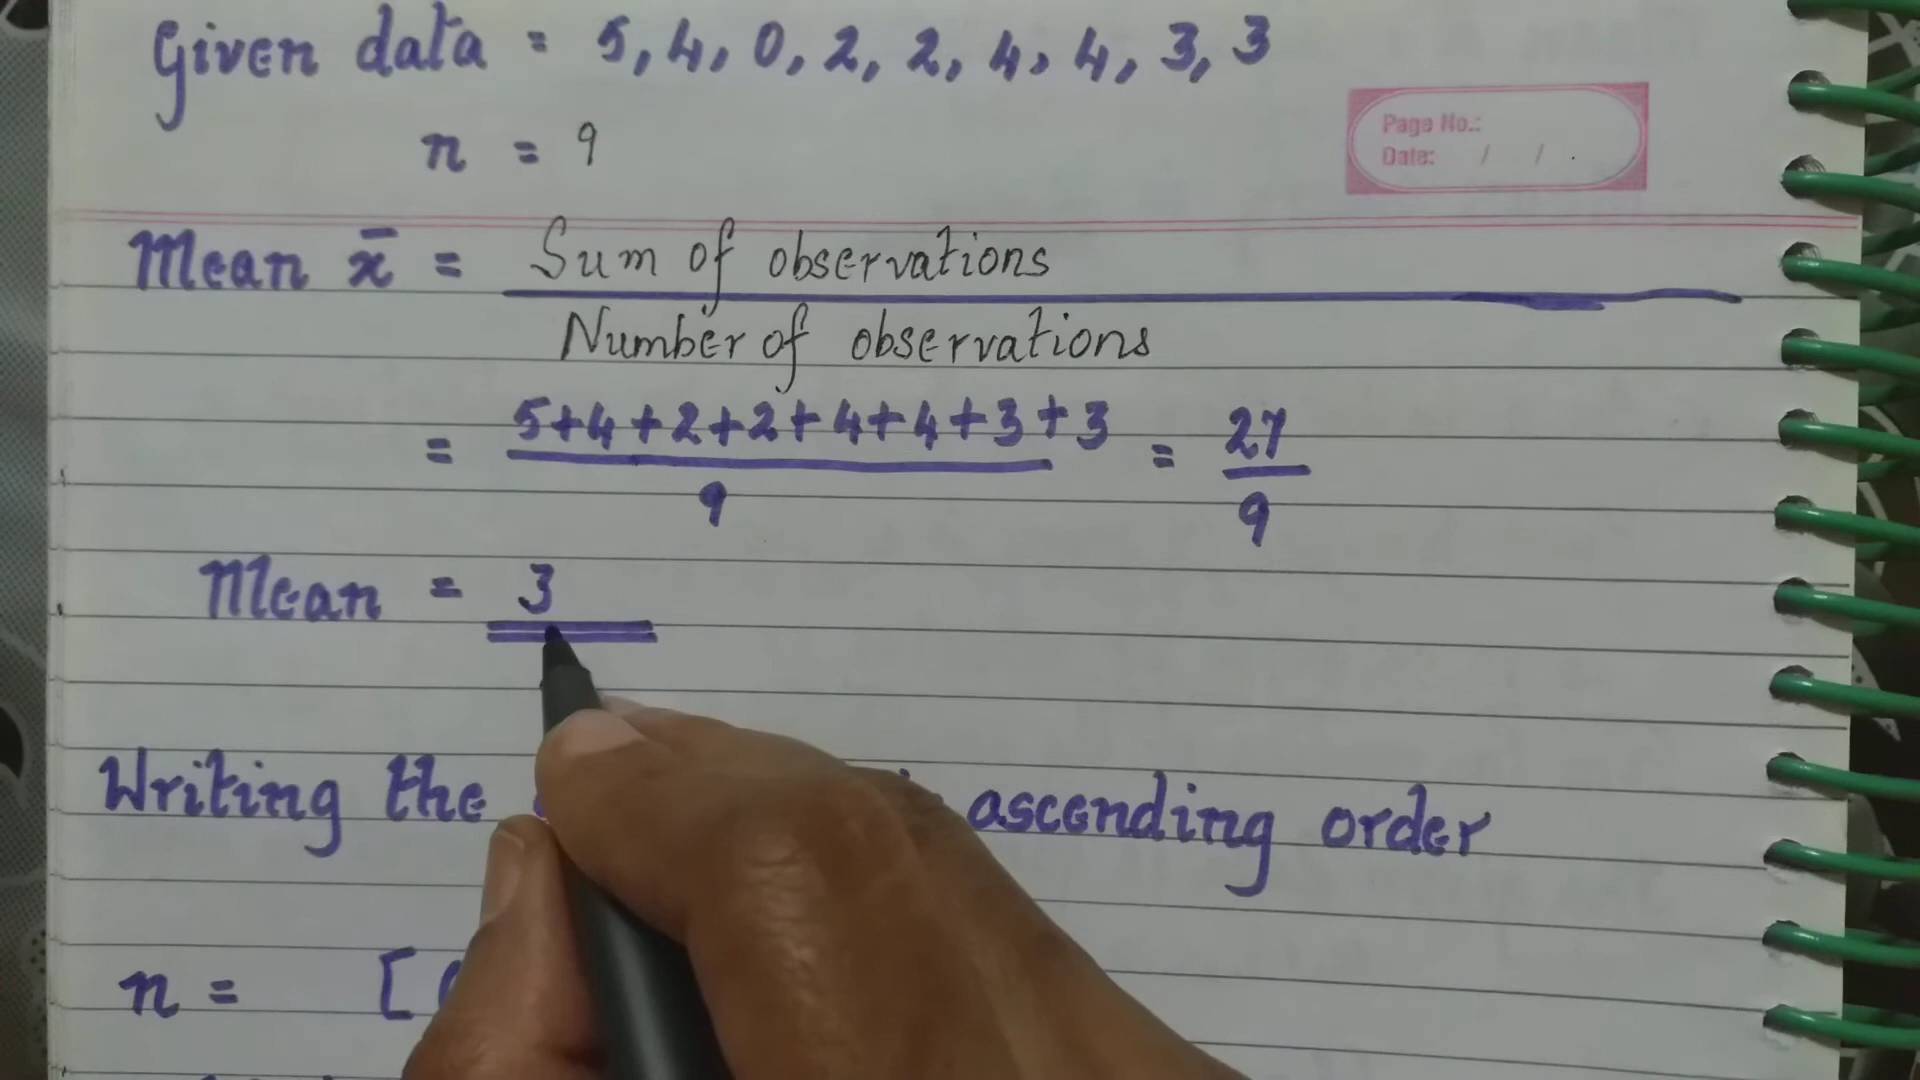 Given data = 5, 4, 0, 2, 2, 4, 4, 3, 3
n = 9
Page No.:
Date: / / .
Mean x̄ = Sum of observations
Number of observations
= 5+4+2+2+4+4+3+3 = 27
9 9
Mean = 3
Writing the ascending order
n = [